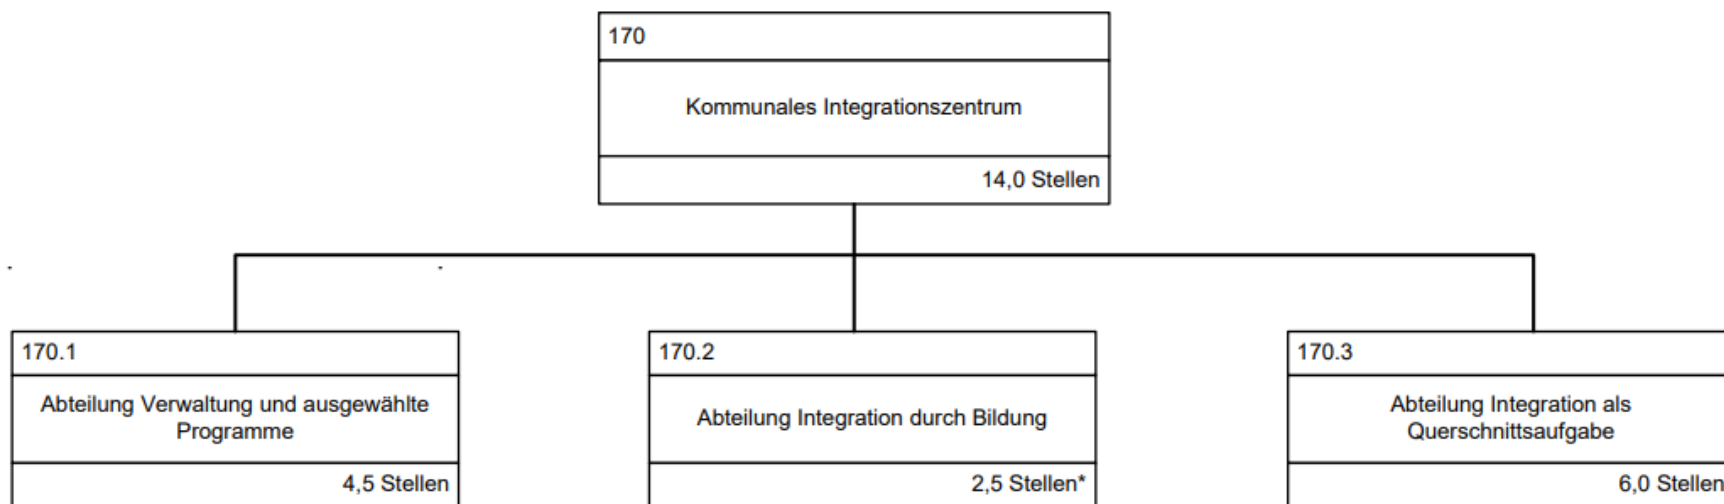 170
Kommunales Integrationszentrum
14,0 Stellen
170.1
Abteilung Verwaltung und ausgewählte
Programme
4,5 Stellen
170.2
Abteilung Integration durch Bildung
2,5 Stellen*
170.3
Abteilung Integration als
Querschnittsaufgabe
6,0 Stellen